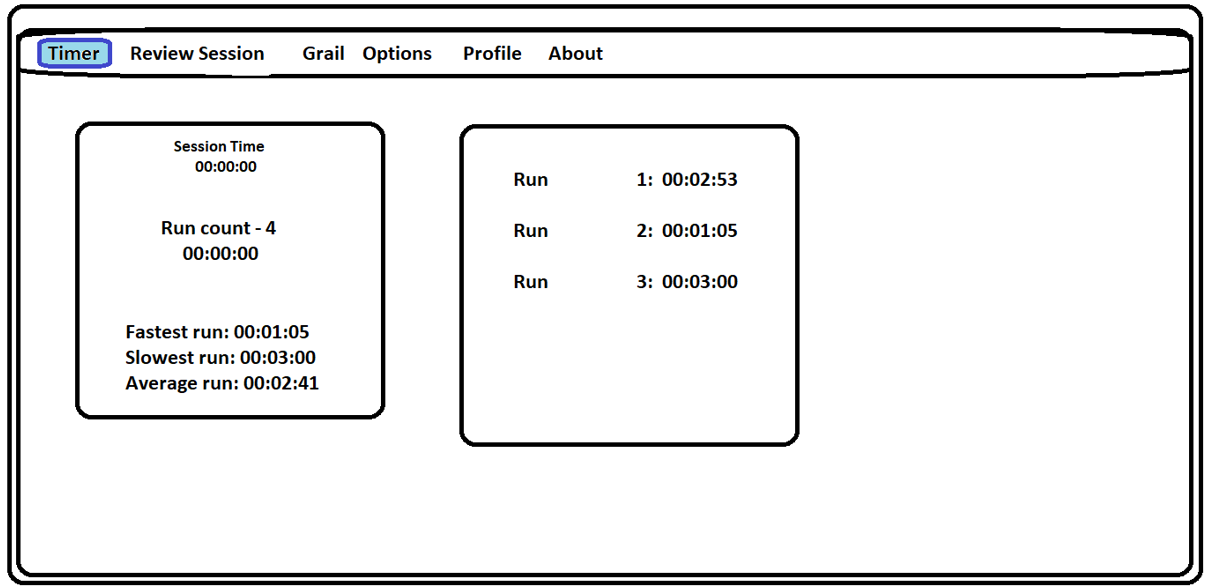 Timer Review Session Grail Options Profile About
Session Time
00:00:00
Run count - 4
00:00:00
Fastest run: 00:01:05
Slowest run: 00:03:00
Average run: 00:02:41
Run 1: 00:02:53
Run 2: 00:01:05
Run 3: 00:03:00